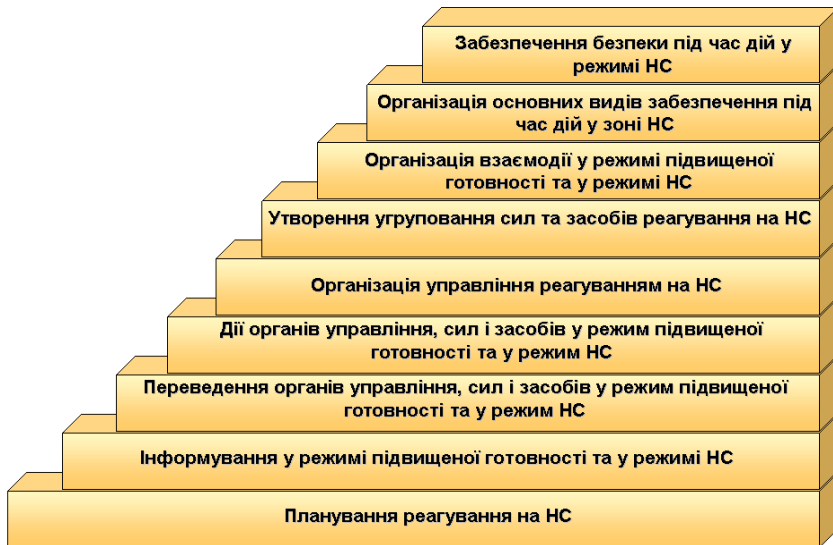 Забезпечення безпеки під час дій у
режимі НС
Організація основних видів забезпечення під
час дій у зоні НС
Організація взаємодії у режимі підвищеної
готовності та у режимі НС
Утворення угруповання сил та засобів реагування на НС
Організація управління реагуванням на НС
Дії органів управління, сил і засобів у режим підвищеної
готовності та у режим НС
Переведення органів управління, сил і засобів у режим підвищеної
готовності та у режим НС
Інформування у режимі підвищеної готовності та у режимі НС
Планування реагування на НС